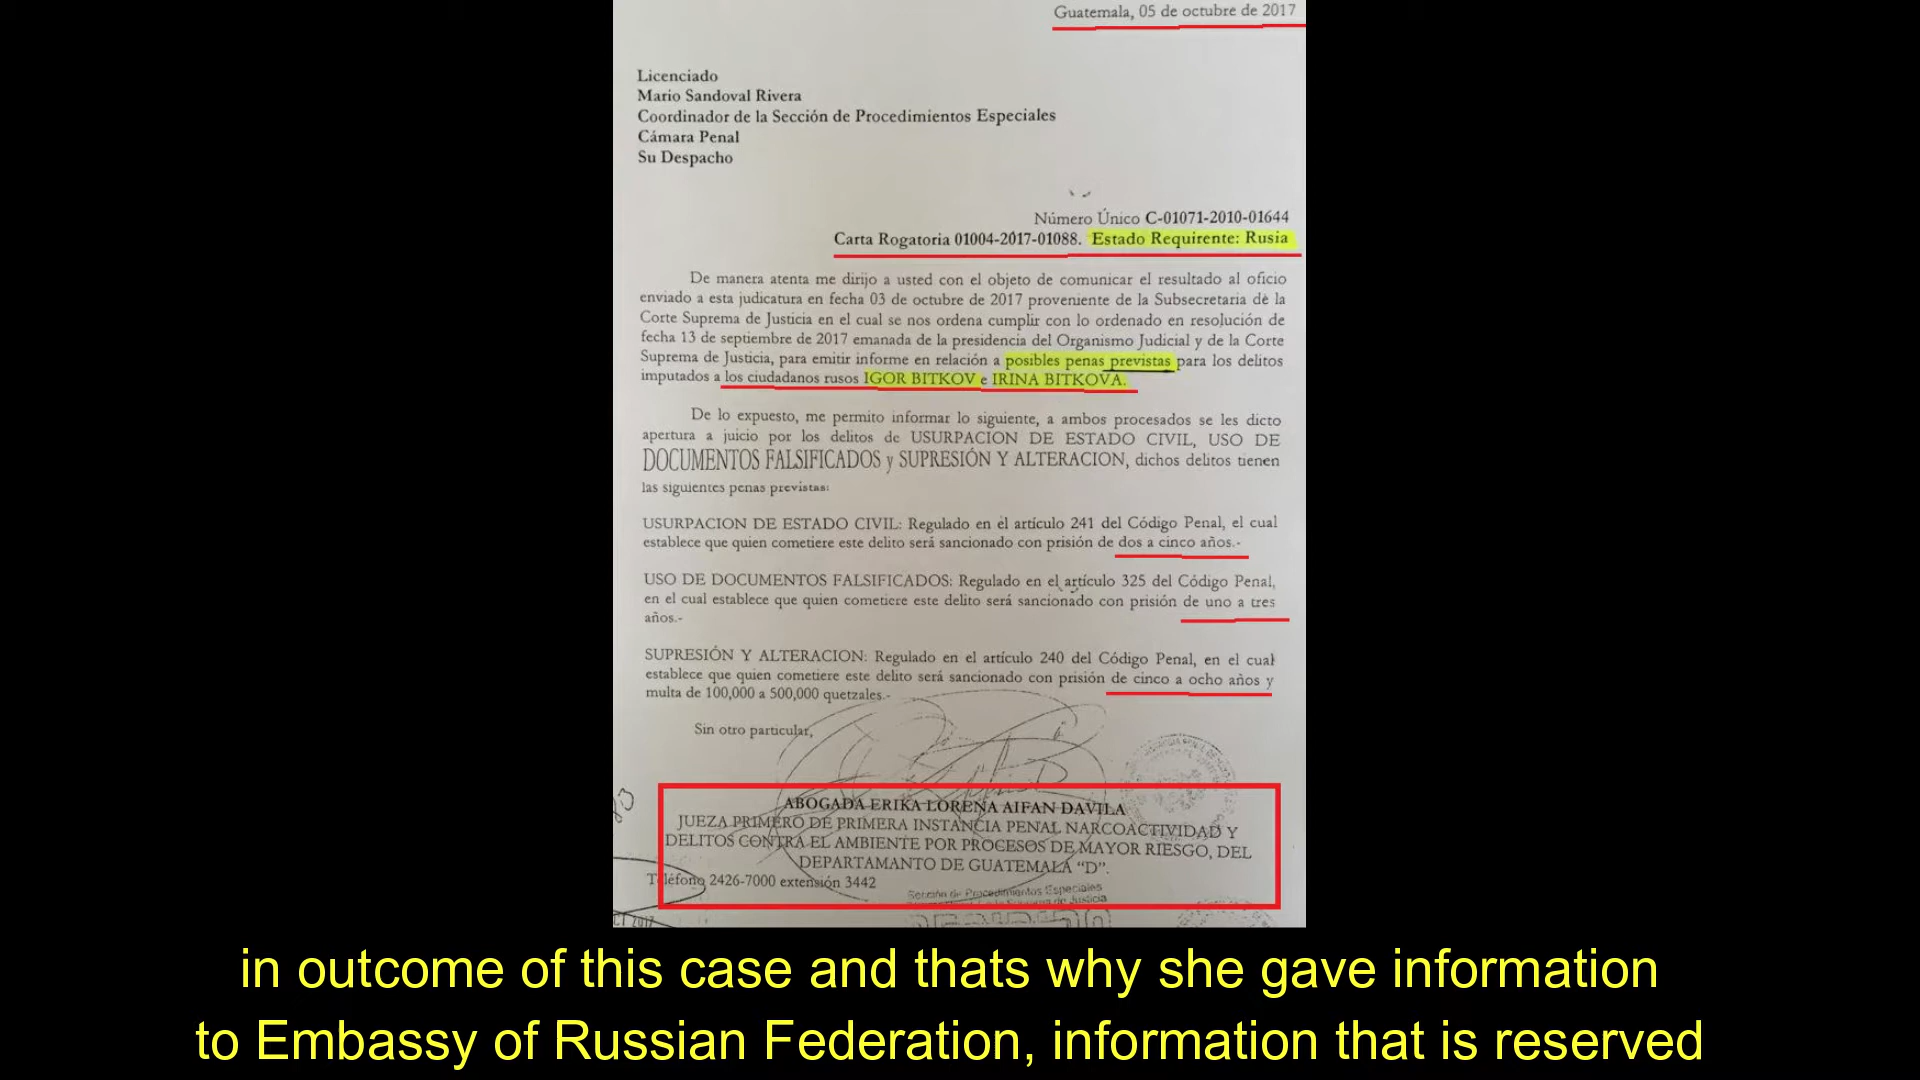 Guatemala, 05 de octubre de 2017
Licenciado
Mario Sandoval Rivera
Coordinador de la Sección de Procedimientos Especiales
Cámara Penal
Su Despacho
Número Único C-01071-2010-01644
Carta Rogatoria 01004-2017-01088. Estado Requirente: Rusia
De manera atenta me dirijo a usted con el objeto de comunicar el resultado al oficio
enviado a esta judicatura en fecha 03 de octubre de 2017 proveniente de la Subsecretaria de la
Corte Suprema de Justicia en el cual se nos ordena cumplir con lo ordenado en resolución de
fecha 13 de septiembre de 2017 emanada de la presidencia del Organismo Judicial y de la Corte
Suprema de Justicia, para emitir informe en relación a posibles penas previstas para los delitos
imputados a los ciudadanos rusos IGOR BITKOV e IRINA BITKOVA.
De lo expuesto, me permito informar lo siguiente, a ambos procesados se les dicto
apertura a juicio por los delitos de USURPACION DE ESTADO CIVIL, USO DE
DOCUMENTOS FALSIFICADOS y SUPRESIÓN Y ALTERACION, dichos delitos tienen
las siguientes penas previstas:
USURPACION DE ESTADO CIVIL: Regulado en el artículo 241 del Código Penal, el cual
establece que quien cometiere este delito será sancionado con prisión de dos a cinco años.-
USO DE DOCUMENTOS FALSIFICADOS: Regulado en el artículo 325 del Código Penal,
en el cual establece que quien cometiere este delito será sancionado con prisión de uno a tres
años.-
SUPRESIÓN Y ALTERACION: Regulado en el artículo 240 del Código Penal, en el cual
establece que quien cometiere este delito será sancionado con prisión de cinco a ocho años y
multa de 100,000 a 500,000 quetzales.-
Sin otro particular,
ABOGADA ERIKA LORENA AIFAN DAVILA
JUEZA PRIMERO DE PRIMERA INSTANCIA PENAL NARCOACTIVIDAD Y
DELITOS CONTRA EL AMBIENTE POR PROCESOS DE MAYOR RIESGO, DEL
DEPARTAMANTO DE GUATEMALA "D".
Teléfono 2426-7000 extensión 3442
Sección de Procedimientos Especiales
de Justicia
in outcome of this case and thats why she gave information
to Embassy of Russian Federation, information that is reserved